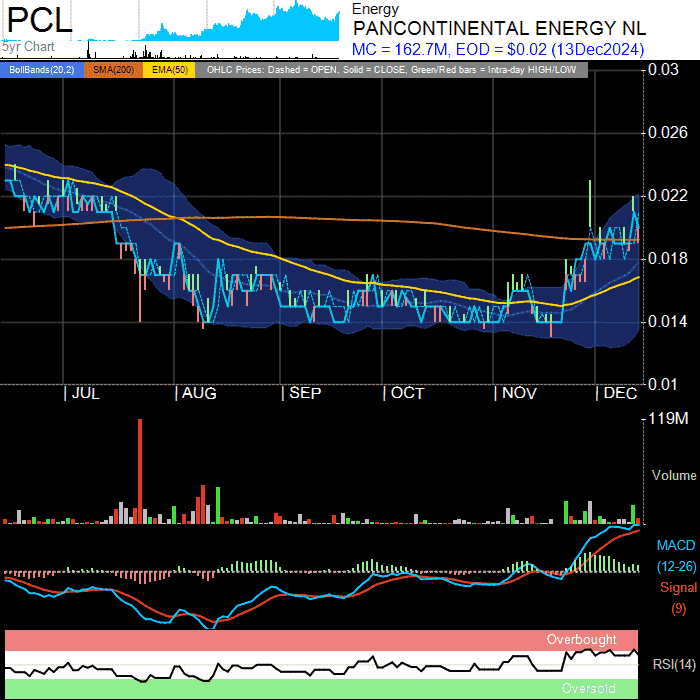 PCL
5yr Chart
Energy
PANCONTINENTAL ENERGY NL
MC = 162.7M, EOD = $0.02 (13Dec2024)
BollBands(20,2) SMA(200) EMA(50) OHLC Prices: Dashed = OPEN, Solid = CLOSE, Green/Red bars = Intra-day HIGH/LOW
0.03
0.026
0.022
0.018
0.014
0.01
| JUL | AUG | SEP | OCT | NOV | DEC
119M
Volume
MACD
(12-26)
Signal
(9)
Overbought
RSI(14)
Oversold